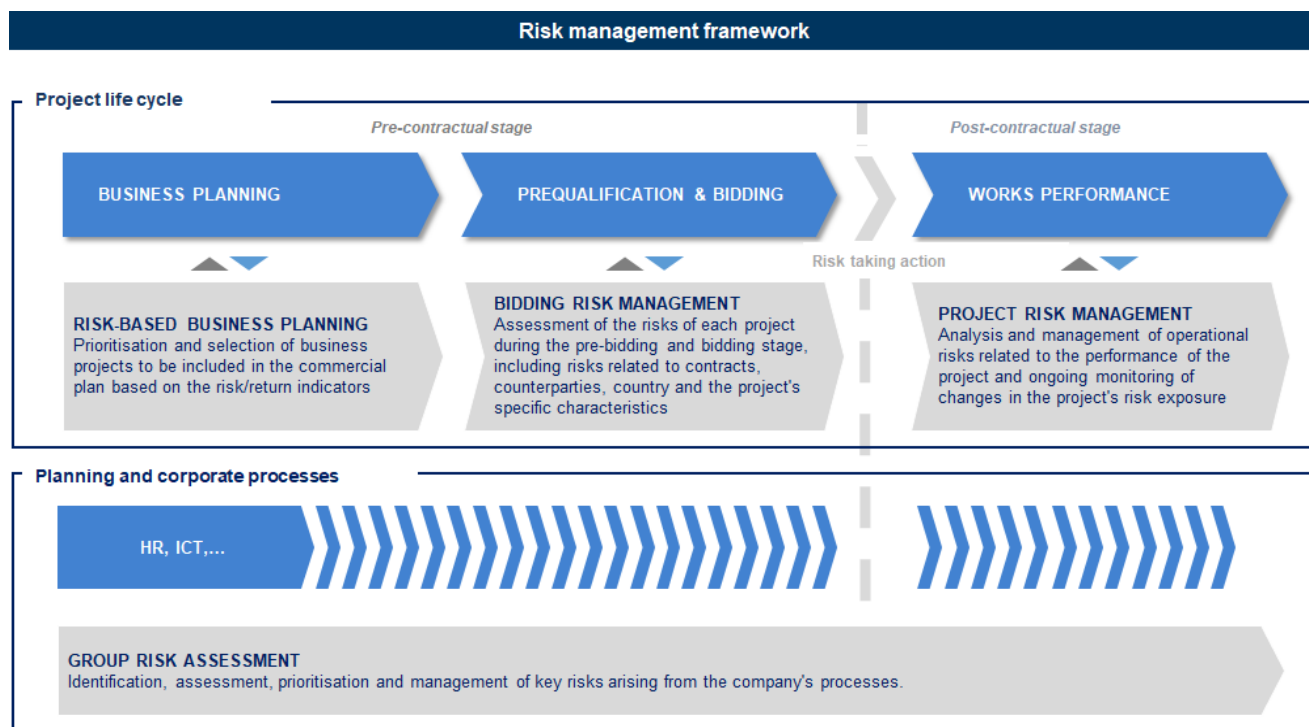 Risk management framework
Project life cycle
Pre-contractual stage
Post-contractual stage
BUSINESS PLANNING
PREQUALIFICATION & BIDDING
WORKS PERFORMANCE
Risk taking action
RISK-BASED BUSINESS PLANNING
Prioritisation and selection of business
projects to be included in the commercial
plan based on the risk/return indicators
BIDDING RISK MANAGEMENT
Assessment of the risks of each project
during the pre-bidding and bidding stage,
including risks related to contracts,
counterparties, country and the project's
specific characteristics
PROJECT RISK MANAGEMENT
Analysis and management of operational
risks related to the performance of the
project and ongoing monitoring of
changes in the project's risk exposure
Planning and corporate processes
HR, ICT,...
GROUP RISK ASSESSMENT
Identification, assessment, prioritisation and management of key risks arising from the company's processes.